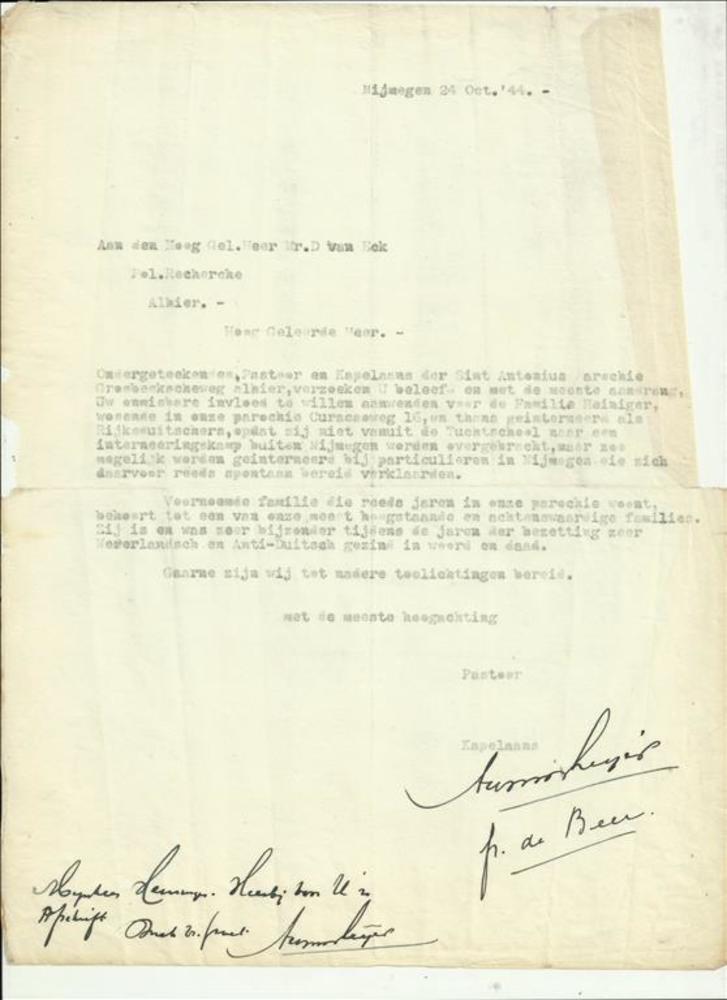 Nijmegen 24 Oct.'44. -
Aan den Hoog Gel.Heer Mr.D van Eck
Pol.Recherche
Alhier. -
Hoog Geleerde Heer. -
Ondergeteekenden,Pastoor en Kapelaans der Sint Antonius Parochie
Groesbeekscheweg alhier,verzoeken U beleefd en met de meeste aandrang,
Uw onmisbare invloed te willen aanwenden voor de Familie Heiniger,
wonende in onze parochie Curacaoweg 16,en thans geinterneerd als
Rijksduitschers,opdat zij niet vanuit de Tuchtschool naar een
interneeringskamp buiten Nijmegen worden overgebracht,maar zoo
mogelijk worden geinterneerd bij particulieren in Nijmegen die zich
daarvoor reeds spontaan bereid verklaarden.
Voornoemde familie die reeds jaren in onze parochie woont,
behoort tot een van onze meest hoogstaande en achtenswaardige families.
Zij is en was zeer bijzonder tijdens de jaren der bezetting zeer
Nederlandsch en Anti-Duitsch gezind in woord en daad.
Gaarne zijn wij tot nadere toelichtingen bereid.
met de meeste hoogachting
Pastoor
Kapelaans
fr. de Beer.
Hierbij voor U 'n
Afschrift